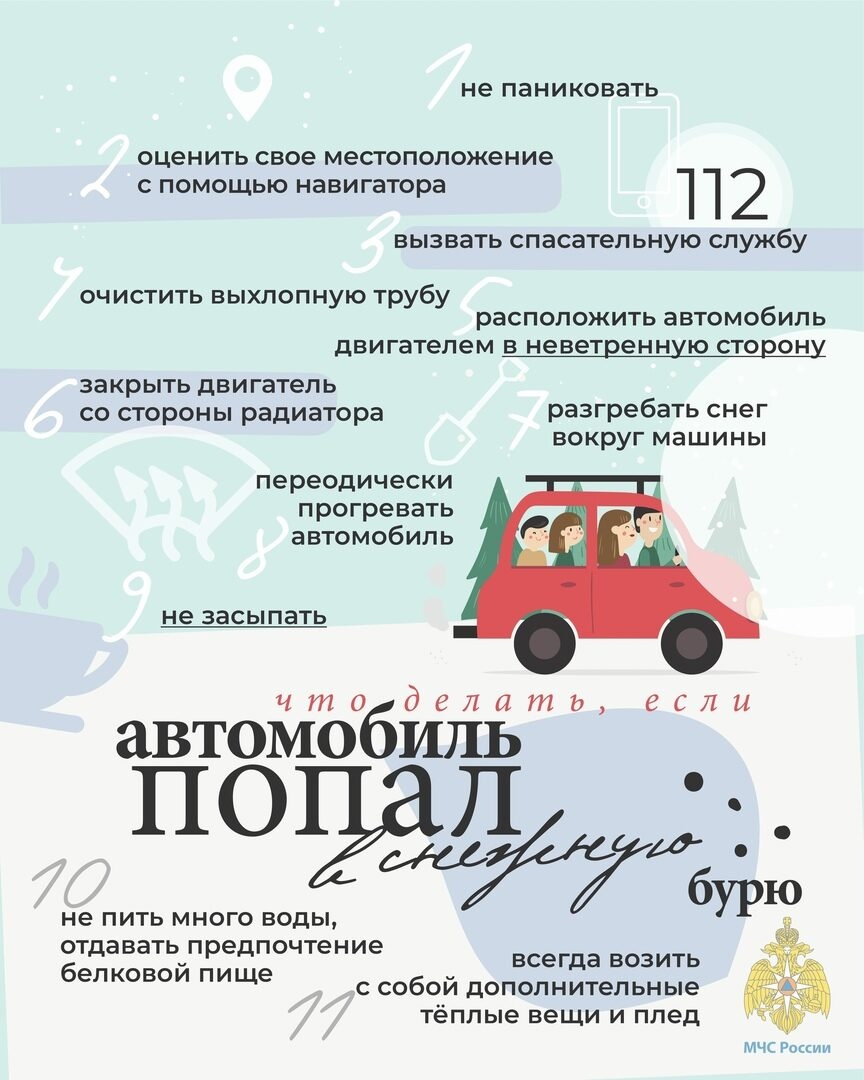 1 не паниковать
2 оценить свое местоположение
с помощью навигатора
112
3 вызвать спасательную службу
4 очистить выхлопную трубу
5 расположить автомобиль
двигателем в неветренную сторону
6 закрыть двигатель
со стороны радиатора
7 разгребать снег
вокруг машины
8 переодически
прогревать
автомобиль
9 не засыпать
что делать, если
автомобиль
попал
в снежную
бурю
10
не пить много воды,
отдавать предпочтение
белковой пище
11 всегда возить
с собой дополнительные
тёплые вещи и плед
МЧС России